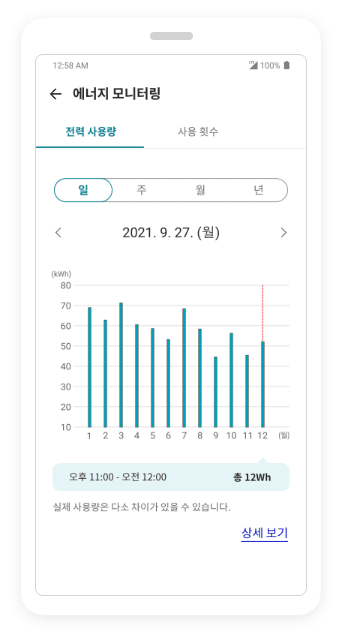 12:58 AM 100%
에너지 모니터링
전력 사용량 사용 횟수
일 주 월 년
2021. 9. 27. (월)
(kWh)
80
70
60
50
40
30
20
10
1 2 3 4 5 6 7 8 9 10 11 12 (월)
오후 11:00 - 오전 12:00 총 12Wh
실제 사용량은 다소 차이가 있을 수 있습니다.
상세 보기